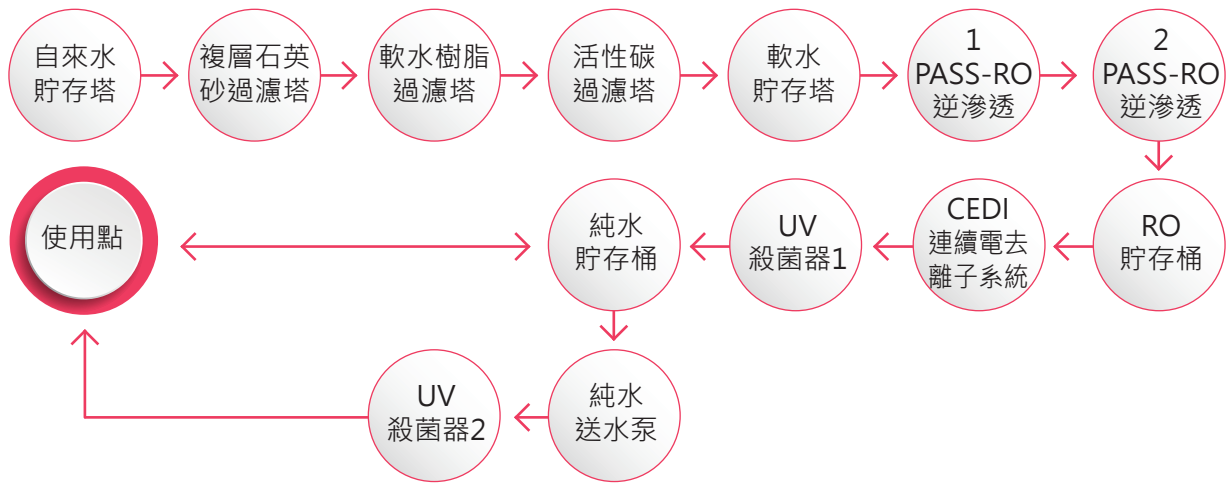 自來水
貯存塔
複層石英
砂過濾塔
軟水樹脂
過濾塔
活性碳
過濾塔
軟水
貯存塔
1
PASS-RO
逆滲透
2
PASS-RO
逆滲透
RO
貯存桶
CEDI
連續電去
離子系統
UV
殺菌器1
純水
貯存桶
使用點
純水
送水泵
UV
殺菌器2